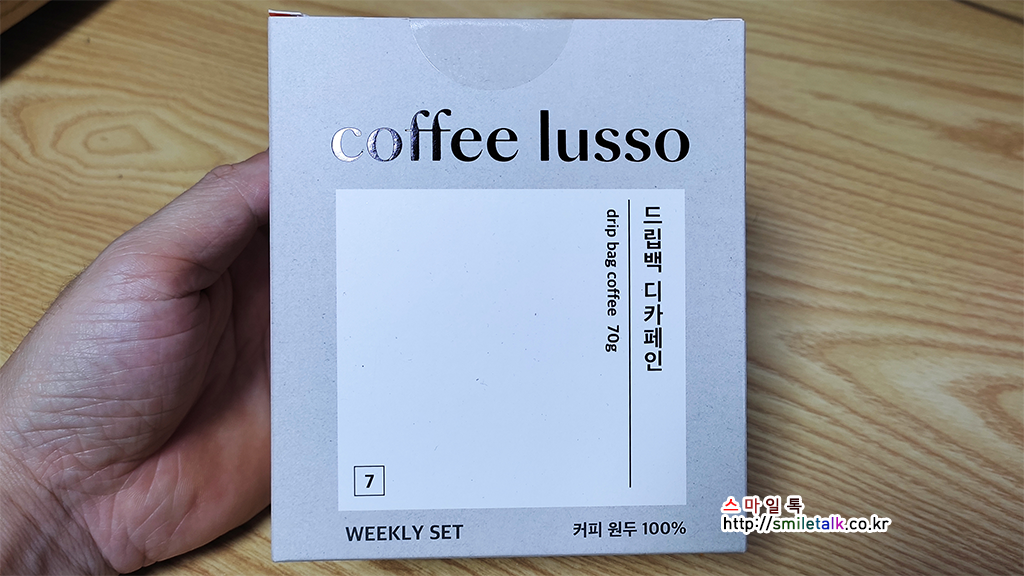 coffee lusso
드립백 디카페인
drip bag coffee 70g
7
WEEKLY SET
커피 원두 100%
스마일톡
http://smiletalk.co.kr